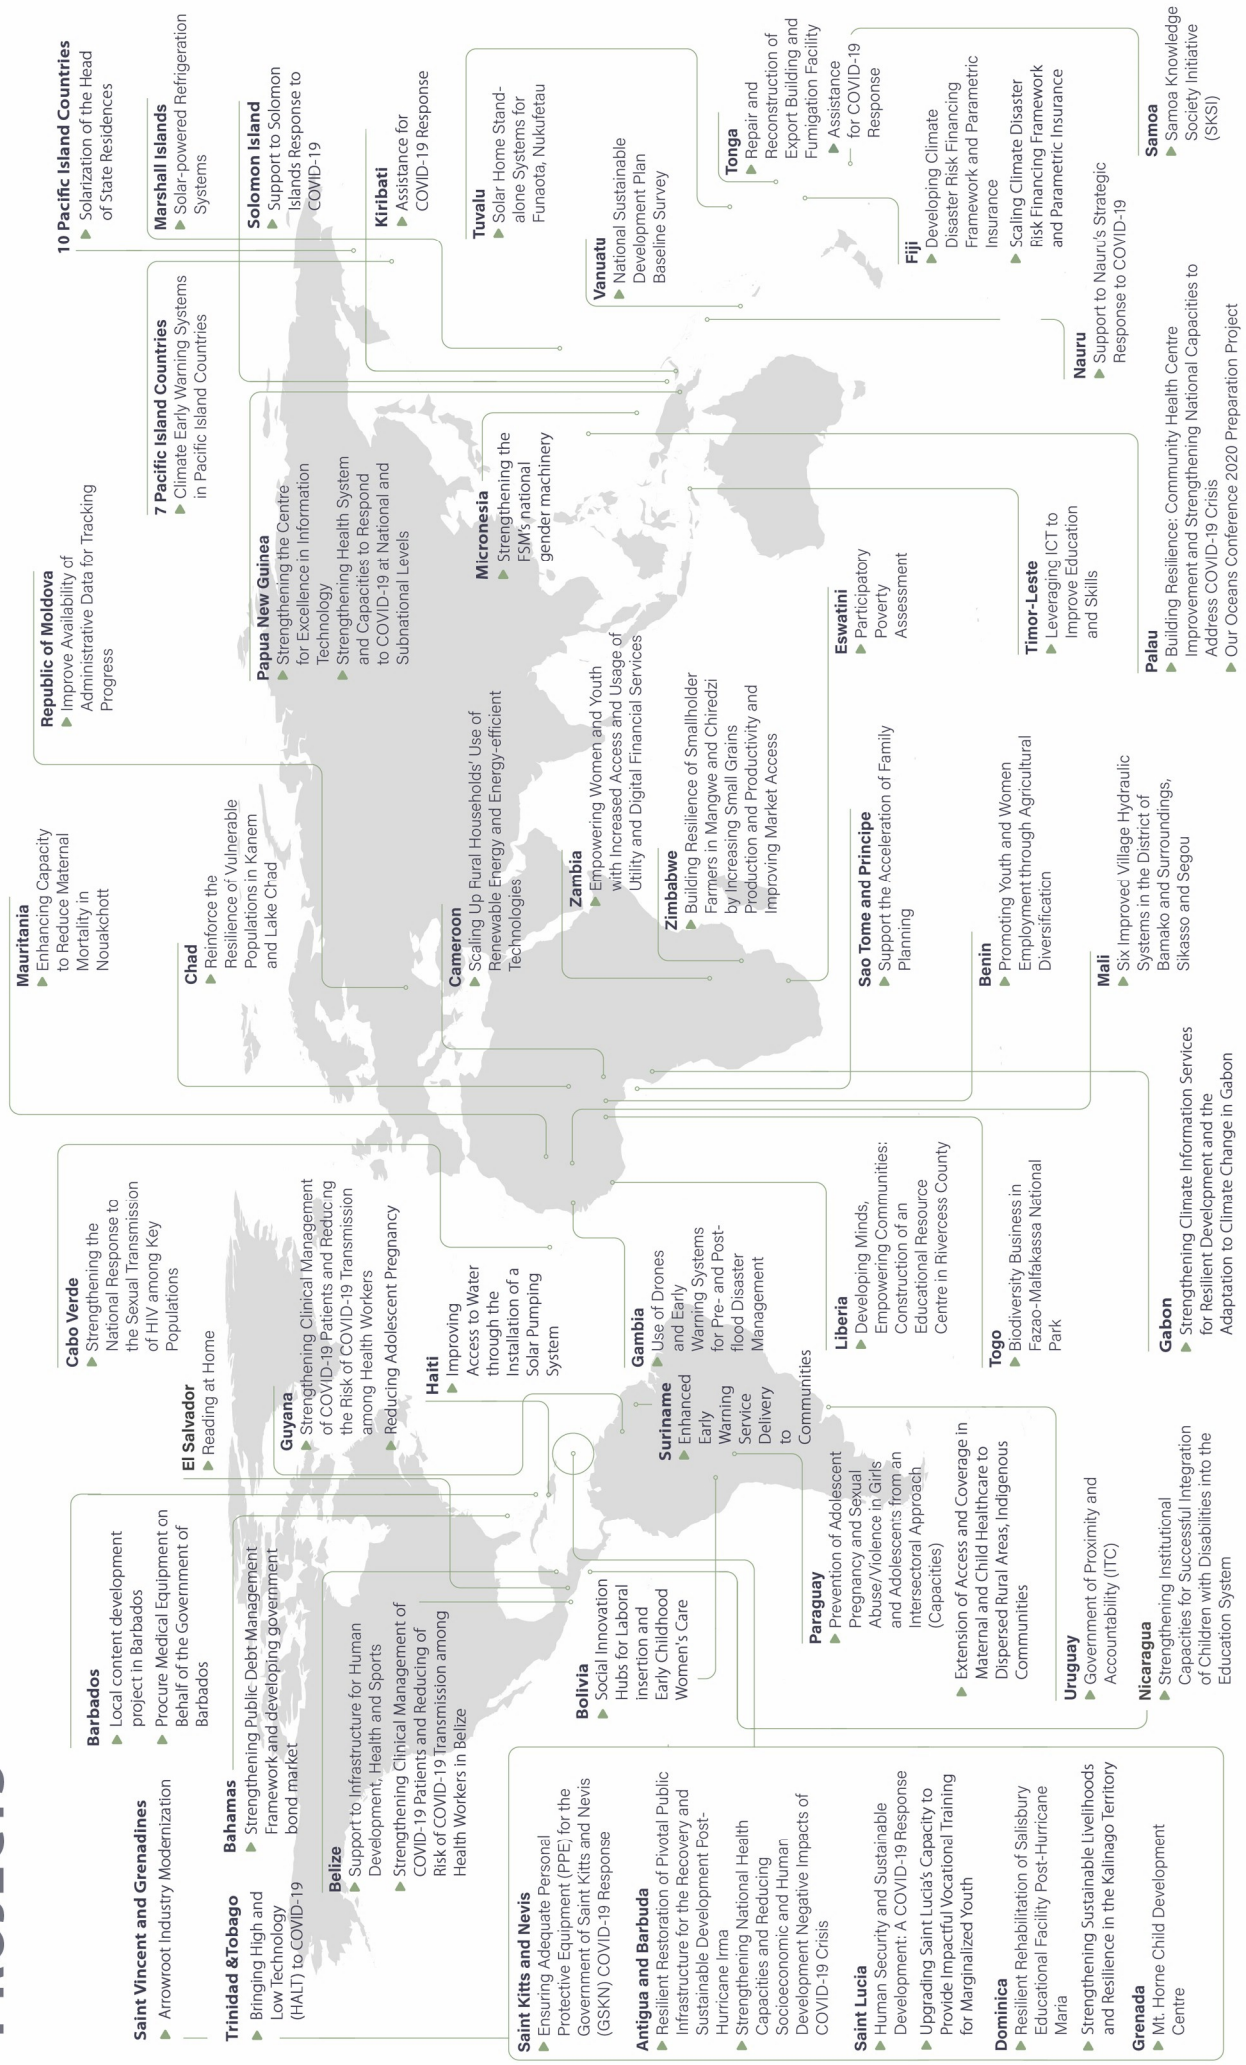 Saint Vincent and Grenadines
Arrowroot Industry Modernization
Trinidad &Tobago
Bringing High and
Low Technology
(HALT) to COVID-19
Barbados
Local content development
project in Barbados
Procure Medical Equipment on
Behalf of the Government of
Barbados
Bahamas
Strengthening Public Debt Management
Framework and developing government
bond market
Belize
Support to Infrastructure for Human
Development, Health and Sports
Strengthening Clinical Management of
COVID-19 Patients and Reducing of
Risk of COVID-19 Transmission among
Health Workers in Belize
Saint Kitts and Nevis
Ensuring Adequate Personal
Protective Equipment (PPE) for the
Government of Saint Kitts and Nevis
(GSKN) COVID-19 Response
Antigua and Barbuda
Resilient Restoration of Pivotal Public
Infrastructure for the Recovery and
Sustainable Development Post-
Hurricane Irma
Strengthening National Health
Capacities and Reducing
Socioeconomic and Human
Development Negative Impacts of
COVID-19 Crisis
Saint Lucia
Human Security and Sustainable
Development: A COVID-19 Response
Upgrading Saint Lucia's Capacity to
Provide Impactful Vocational Training
for Marginalized Youth
Dominica
Resilient Rehabilitation of Salisbury
Educational Facility Post-Hurricane
Maria
Strengthening Sustainable Livelihoods
and Resilience in the Kalinago Territory
Grenada
Mt. Horne Child Development
Centre
Cabo Verde
Strengthening the
National Response to
the Sexual Transmission
of HIV among Key
Populations
El Salvador
Reading at Home
Guyana
Strengthening Clinical Management
of COVID-19 Patients and Reducing
the Risk of COVID-19 Transmission
among Health Workers
Reducing Adolescent Pregnancy
Haiti
Improving
Access to Water
through the
Installation of a
Solar Pumping
System
Bolivia
Social Innovation
Hubs for Laboral
insertion and
Early Childhood
Women's Care
Gambia
Use of Drones
and Early
Warning Systems
for Pre- and Post-
flood Disaster
Management
Suriname
Enhanced
Early
Warning
Service
Delivery
to
Communities
Paraguay
Prevention of Adolescent
Pregnancy and Sexual
Abuse/Violence in Girls
and Adolescents from an
Intersectoral Approach
(Capacities)
Extension of Access and Coverage in
Maternal and Child Healthcare to
Dispersed Rural Areas, Indigenous
Communities
Uruguay
Government of Proximity and
Accountability (ITC)
Nicaragua
Strengthening Institutional
Capacities for Successful Integration
of Children with Disabilities into the
Education System
Liberia
Developing Minds,
Empowering Communities:
Construction of an
Educational Resource
Centre in Rivercess County
Togo
Biodiversity Business in
Fazao-Malfakassa National
Park
Gabon
Strengthening Climate Information Services
for Resilient Development and the
Adaptation to Climate Change in Gabon
Mauritania
Enhancing Capacity
to Reduce Maternal
Mortality in
Nouakchott
Chad
Reinforce the
Resilience of Vulnerable
Populations in Kanem
and Lake Chad
Republic of Moldova
Improve Availability of
Administrative Data for Tracking
Progress
Cameroon
Scaling Up Rural Households' Use of
Renewable Energy and Energy-efficient
Technologies
Zambia
Empowering Women and Youth
with Increased Access and Usage of
Utility and Digital Financial Services
Zimbabwe
Building Resilience of Smallholder
Farmers in Mangwe and Chiredzi
by Increasing Small Grains
Production and Productivity and
Improving Market Access
Eswatini
Participatory
Poverty
Assessment
Sao Tome and Principe
Support the Acceleration of Family
Planning
Benin
Promoting Youth and Women
Employment through Agricultural
Diversification
Mali
Six Improved Village Hydraulic
Systems in the District of
Bamako and Surroundings,
Sikasso and Segou
10 Pacific Island Countries
Solarization of the Head
of State Residences
7 Pacific Island Countries
Climate Early Warning Systems
in Pacific Island Countries
Marshall Islands
Solar-powered Refrigeration
Systems
Solomon Island
Support to Solomon
Islands Response to
COVID-19
Papua New Guinea
Strengthening the Centre
for Excellence in Information
Technology
Strengthening Health System
and Capacities to Respond
to COVID-19 at National and
Subnational Levels
Kiribati
Assistance for
COVID-19 Response
Micronesia
Strengthening the
FSM's national
gender machinery
Tuvalu
Solar Home Stand-
alone Systems for
Funaota, Nukufetau
Vanuatu
National Sustainable
Development Plan
Baseline Survey
Tonga
Repair and
Reconstruction of
Export Building and
Fumigation Facility
Assistance
for COVID-19
Response
Fiji
Developing Climate
Disaster Risk Financing
Framework and Parametric
Insurance
Scaling Climate Disaster
Risk Financing Framework
and Parametric Insurance
Samoa
Samoa Knowledge
Society Initiative
(SKSI)
Nauru
Support to Nauru's Strategic
Response to COVID-19
Timor-Leste
Leveraging ICT to
Improve Education
and Skills
Palau
Building Resilience: Community Health Centre
Improvement and Strengthening National Capacities to
Address COVID-19 Crisis
Our Oceans Conference 2020 Preparation Project